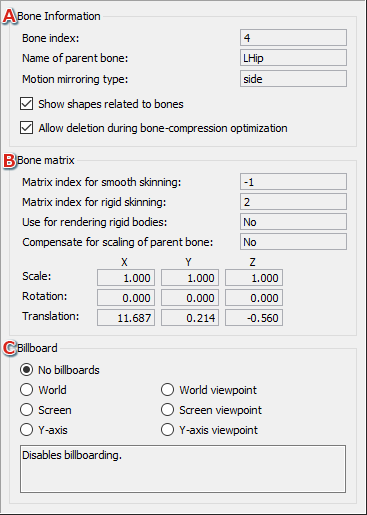 A Bone Information
Bone index: 4
Name of parent bone: LHip
Motion mirroring type: side
Show shapes related to bones
Allow deletion during bone-compression optimization
B Bone matrix
Matrix index for smooth skinning: -1
Matrix index for rigid skinning: 2
Use for rendering rigid bodies: No
Compensate for scaling of parent bone: No
X Y Z
Scale: 1.000 1.000 1.000
Rotation: 0.000 0.000 0.000
Translation: 11.687 0.214 -0.560
C Billboard
No billboards
World World viewpoint
Screen Screen viewpoint
Y-axis Y-axis viewpoint
Disables billboarding.